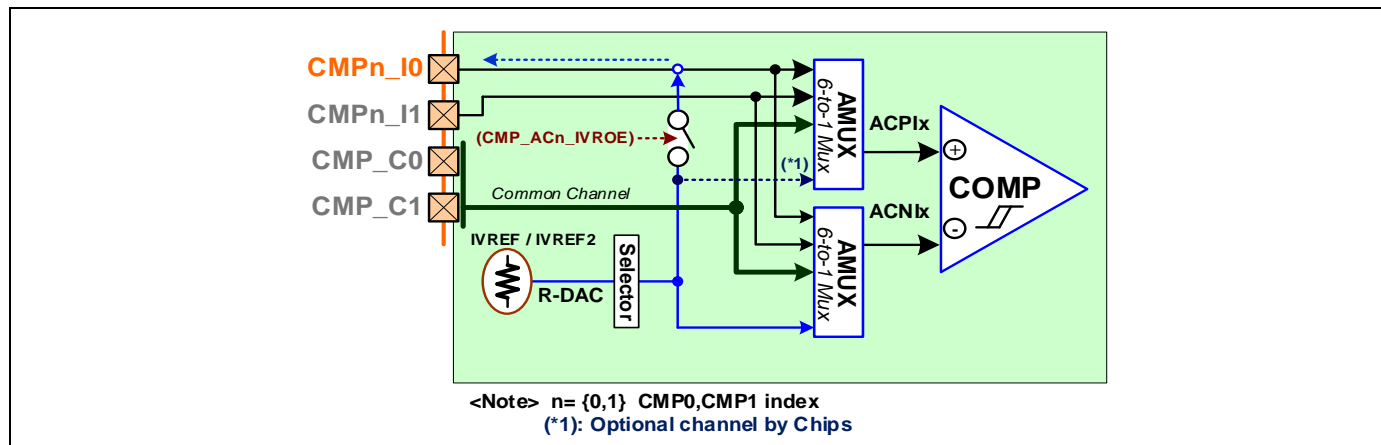 CMPn_I0
CMPn_I1
CMP_C0
CMP_C1
(CMP_ACn_IVROE)
(*1)
Common Channel
IVREF / IVREF2
R-DAC
Selector
AMUX
6-to-1 Mux
AMUX
6-to-1 Mux
ACPIx
ACNIx
+
COMP
-
<Note> n= {0,1} CMP0,CMP1 index
(*1): Optional channel by Chips